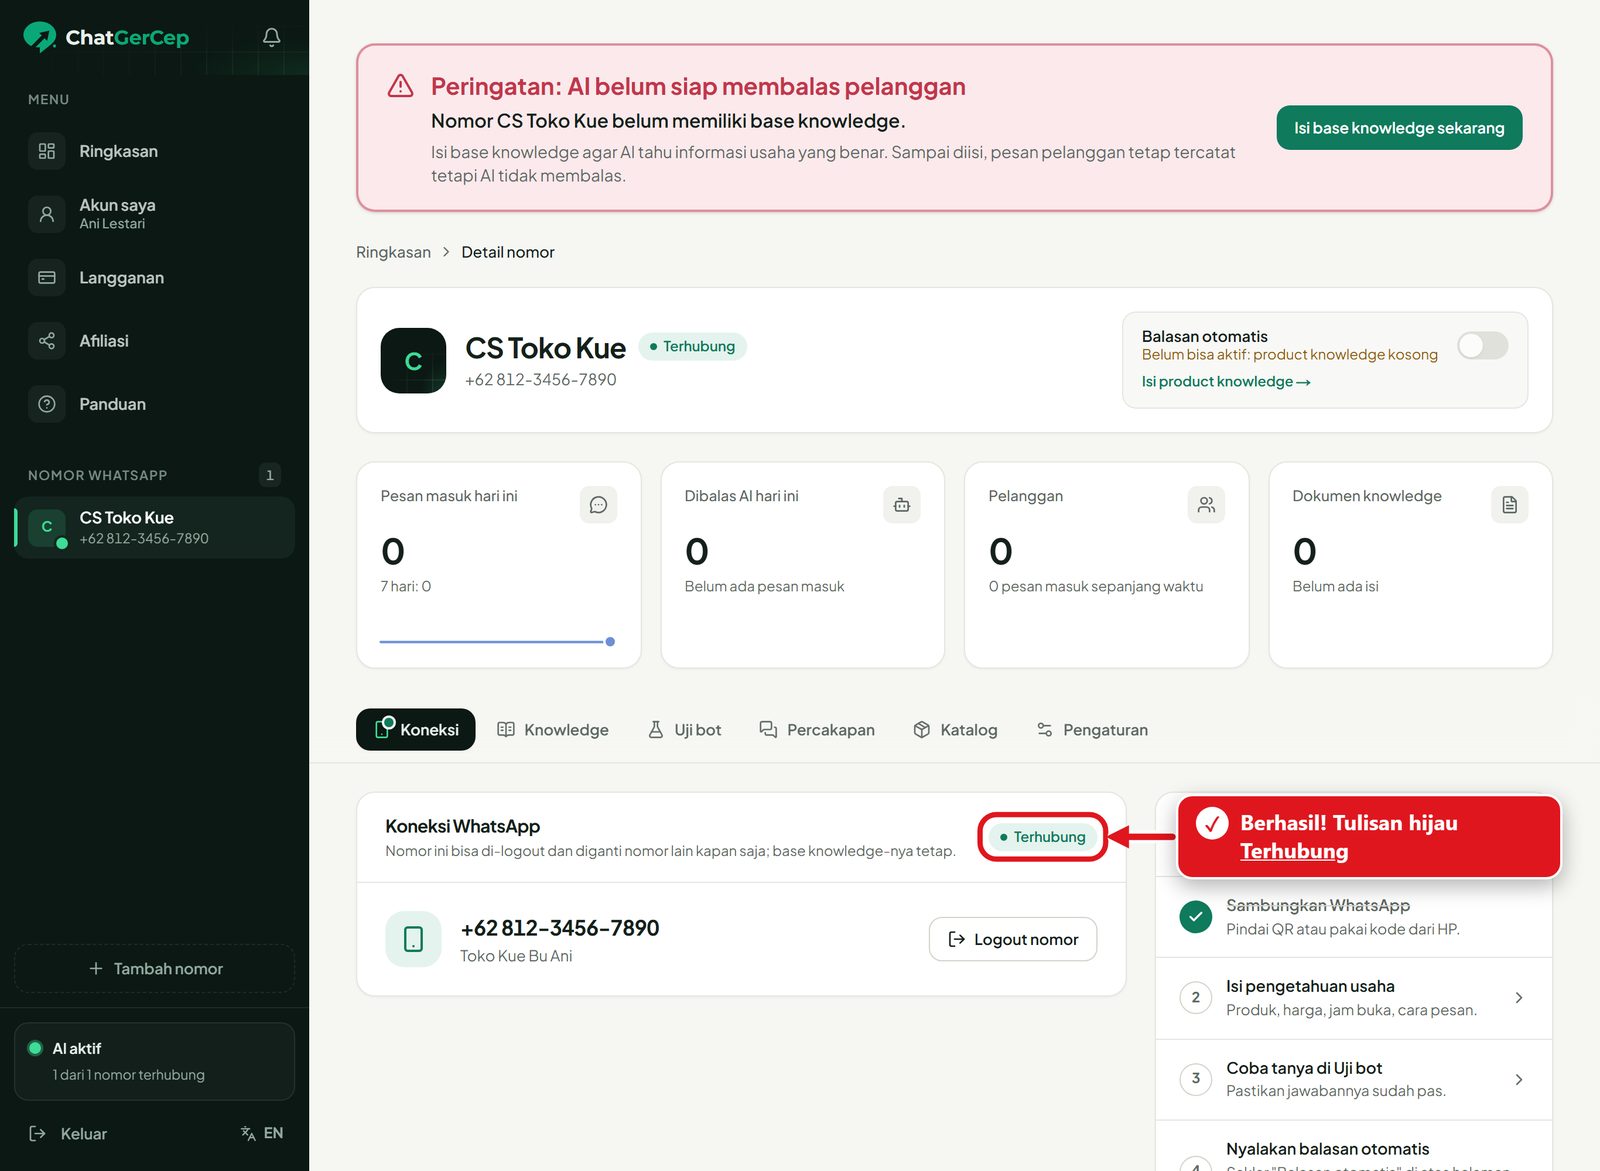 ChatGerCep
MENU
Ringkasan
Akun saya
Ani Lestari
Langganan
Afiliasi
Panduan
NOMOR WHATSAPP
1
C
CS Toko Kue
+62 812-3456-7890
+ Tambah nomor
AI aktif
1 dari 1 nomor terhubung
Keluar
EN
Peringatan: AI belum siap membalas pelanggan
Nomor CS Toko Kue belum memiliki base knowledge.
Isi base knowledge agar AI tahu informasi usaha yang benar. Sampai diisi, pesan pelanggan tetap tercatat
tetapi AI tidak membalas.
Isi base knowledge sekarang
Ringkasan > Detail nomor
C
CS Toko Kue
Terhubung
+62 812-3456-7890
Balasan otomatis
Belum bisa aktif: product knowledge kosong
Isi product knowledge →
Pesan masuk hari ini
0
7 hari: 0
Dibalas AI hari ini
0
Belum ada pesan masuk
Pelanggan
0
0 pesan masuk sepanjang waktu
Dokumen knowledge
0
Belum ada isi
Koneksi
Knowledge
Uji bot
Percakapan
Katalog
Pengaturan
Koneksi WhatsApp
Nomor ini bisa di-logout dan diganti nomor lain kapan saja; base knowledge-nya tetap.
Terhubung
+62 812-3456-7890
Toko Kue Bu Ani
Logout nomor
Berhasil! Tulisan hijau
Terhubung
Sambungkan WhatsApp
Pindai QR atau pakai kode dari HP.
2
Isi pengetahuan usaha
Produk, harga, jam buka, cara pesan.
3
Coba tanya di Uji bot
Pastikan jawabannya sudah pas.
4
Nyalakan balasan otomatis